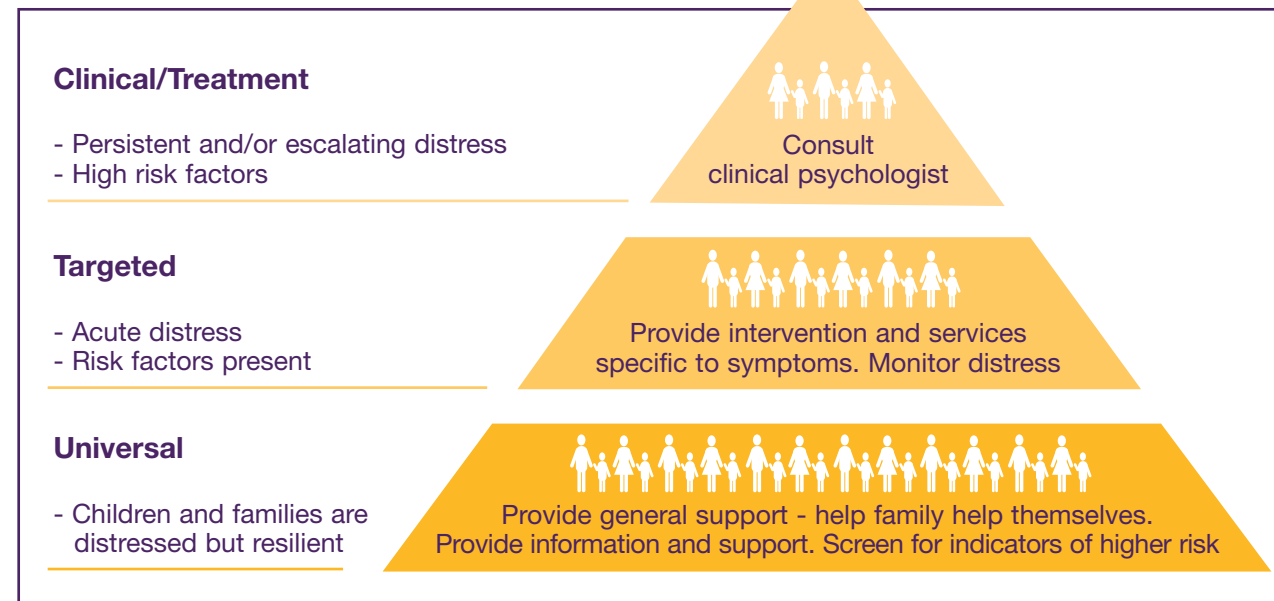 Clinical/Treatment
- Persistent and/or escalating distress
- High risk factors
Consult
clinical psychologist
Targeted
- Acute distress
- Risk factors present
Provide intervention and services
specific to symptoms. Monitor distress
Universal
- Children and families are
distressed but resilient
Provide general support - help family help themselves.
Provide information and support. Screen for indicators of higher risk